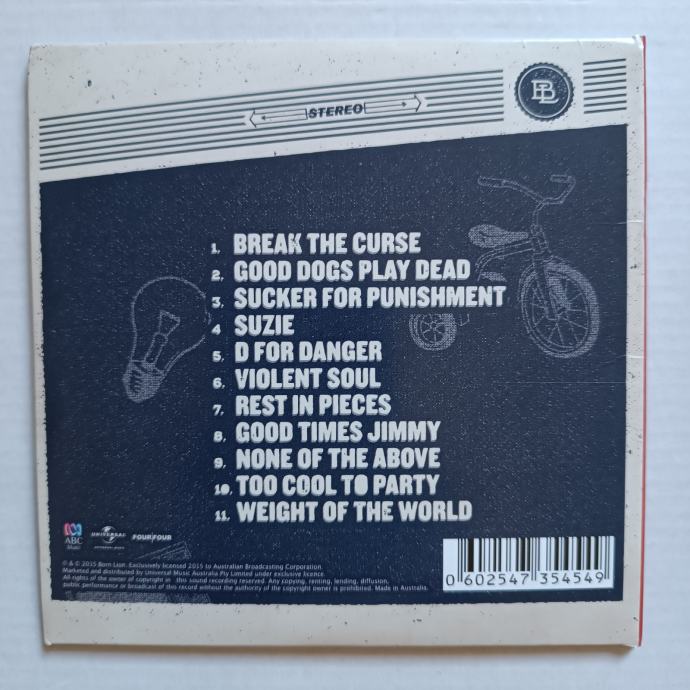 STEREO
BL
1. BREAK THE CURSE
2. GOOD DOGS PLAY DEAD
3. SUCKER FOR PUNISHMENT
4 SUZIE
5. D FOR DANGER
6. VIOLENT SOUL
7. REST IN PIECES
8. GOOD TIMES JIMMY
9. NONE OF THE ABOVE
10. TOO COOL TO PARTY
11. WEIGHT OF THE WORLD
ABC Music UNIVERSAL FOUR|FOUR
℗ & © 2015 Born Lion. Exclusively licensed 2015 to Australian Broadcasting Corporation.
Marketed and distributed by Universal Music Australia Pty Limited under exclusive licence.
All rights of the owner of copyright in this sound recording reserved. Any copying, renting, lending, diffusion,
public performance or broadcast of this record without the authority of the copyright owner is prohibited. Made in Australia.
0 602547 354549